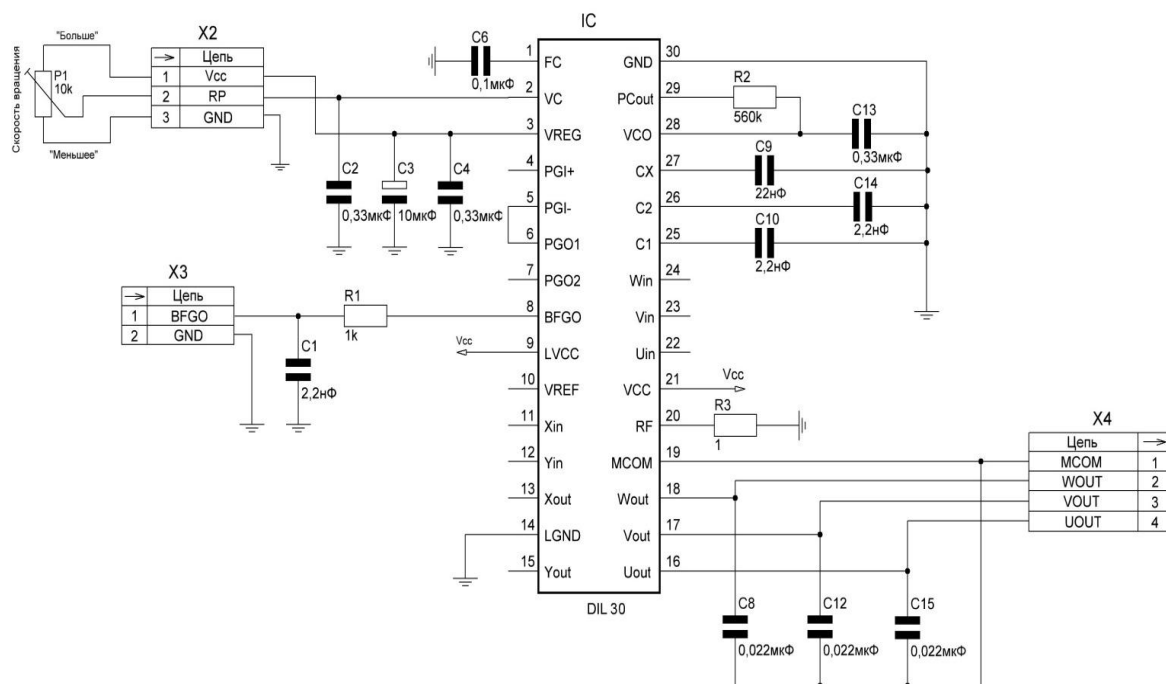 IC
"Больше"
Скорость вращения
P1
10k
"Меньшее"
X2
Цепь
1 Vcc
2 RP
3 GND
C6
0,1мкФ
C2
0,33мкФ
C3
10мкФ
C4
0,33мкФ
X3
Цепь
1 BFGO
2 GND
R1
1k
C1
2,2нФ
Vcc
1 FC
2 VC
3 VREG
4 PGI+
5 PGI-
6 PGO1
7 PGO2
8 BFGO
9 LVCC
10 VREF
11 Xin
12 Yin
13 Xout
14 LGND
15 Yout
GND 30
PCout 29
VCO 28
CX 27
C2 26
C1 25
Win 24
Vin 23
Uin 22
VCC 21
RF 20
MCOM 19
Wout 18
Vout 17
Uout 16
DIL 30
R2
560k
C13
0,33мкФ
C9
22нФ
C14
2,2нФ
C10
2,2нФ
Vcc
R3
1
X4
Цепь
MCOM 1
WOUT 2
VOUT 3
UOUT 4
C8
0,022мкФ
C12
0,022мкФ
C15
0,022мкФ